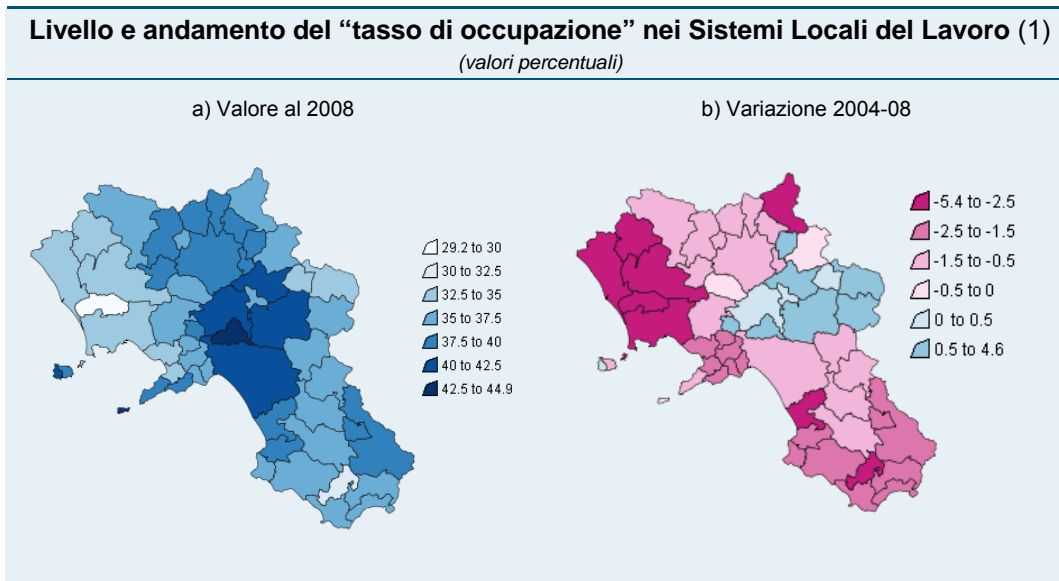 Livello e andamento del “tasso di occupazione” nei Sistemi Locali del Lavoro (1)
(valori percentuali)
a) Valore al 2008
b) Variazione 2004-08
29.2 to 30
30 to 32.5
32.5 to 35
35 to 37.5
37.5 to 40
40 to 42.5
42.5 to 44.9
-5.4 to -2.5
-2.5 to -1.5
-1.5 to -0.5
-0.5 to 0
0 to 0.5
0.5 to 4.6